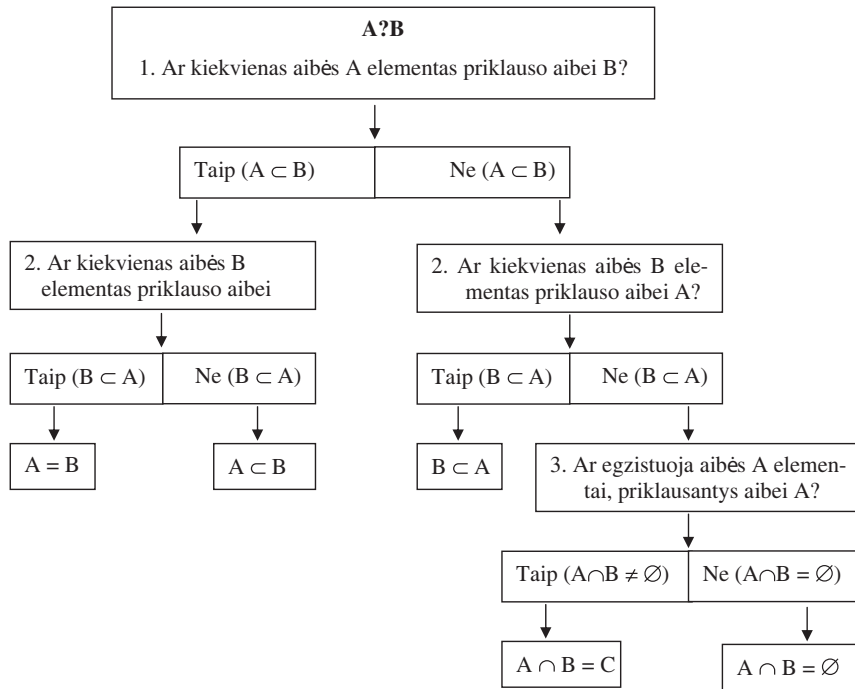 A?B
1. Ar kiekvienas aibės A elementas priklauso aibei B?
Taip (A ⊂ B)
Ne (A ⊂ B)
2. Ar kiekvienas aibės B
elementas priklauso aibei
2. Ar kiekvienas aibės B ele-
mentas priklauso aibei A?
Taip (B ⊂ A)
Ne (B ⊂ A)
Taip (B ⊂ A)
Ne (B ⊂ A)
A = B
A ⊂ B
B ⊂ A
3. Ar egzistuoja aibės A elemen-
tai, priklausantys aibei A?
Taip (A∩B ≠ ∅)
Ne (A∩B = ∅)
A ∩ B = C
A ∩ B = ∅